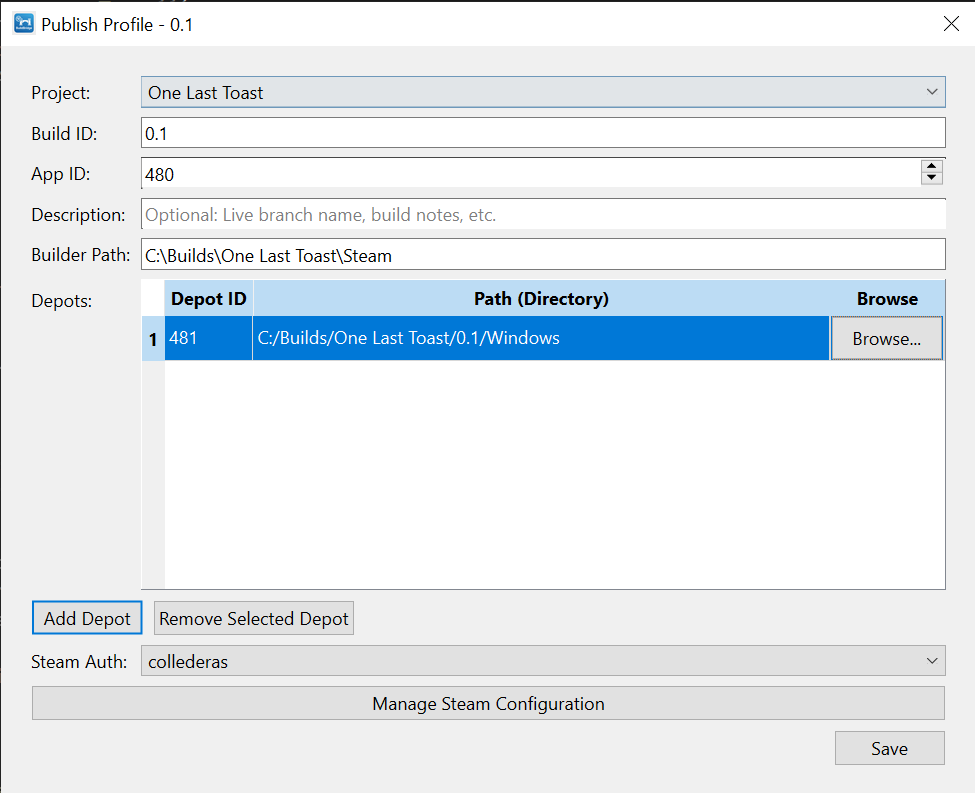 Publish Profile - 0.1
Project: One Last Toast
Build ID: 0.1
App ID: 480
Description: Optional: Live branch name, build notes, etc.
Builder Path: C:\Builds\One Last Toast\Steam
Depots:
Depot ID Path (Directory) Browse
1 481 C:/Builds/One Last Toast/0.1/Windows Browse...
Add Depot Remove Selected Depot
Steam Auth: collederas
Manage Steam Configuration
Save